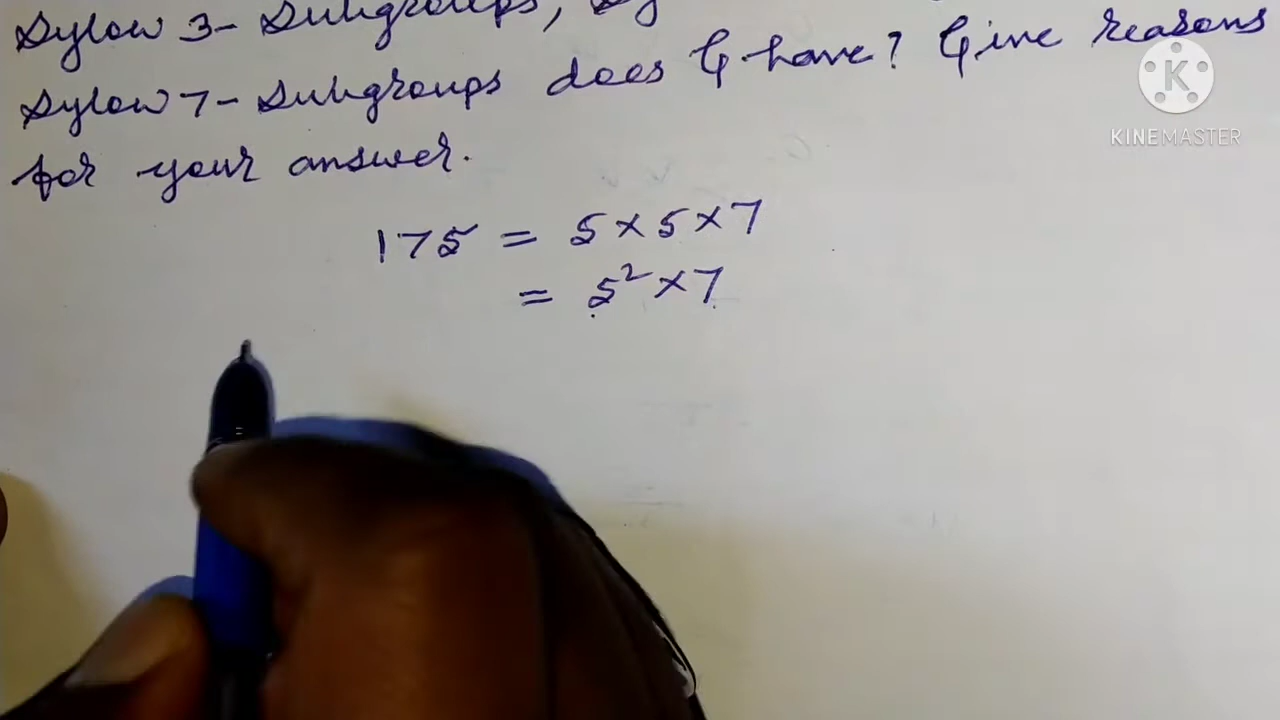 Sylow 3- Subgroups, Sy
Sylow 7- Subgroups does G have? Give reasons
for your answer.
175 = 5 × 5 × 7
= 5² × 7
K
KINEMASTER